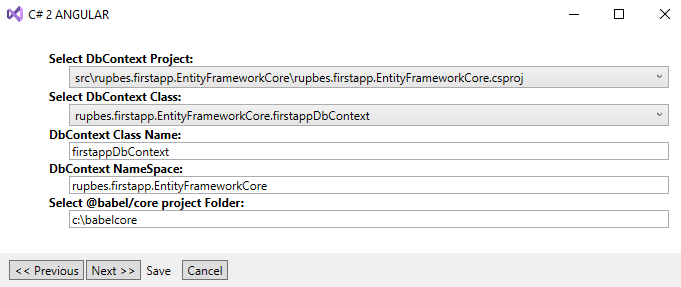 C# 2 ANGULAR
Select DbContext Project:
src\rupbes.firstapp.EntityFrameworkCore\rupbes.firstapp.EntityFrameworkCore.csproj
Select DbContext Class:
rupbes.firstapp.EntityFrameworkCore.firstappDbContext
DbContext Class Name:
firstappDbContext
DbContext NameSpace:
rupbes.firstapp.EntityFrameworkCore
Select @babel/core project Folder:
c:\babelcore
<< Previous Next >> Save Cancel